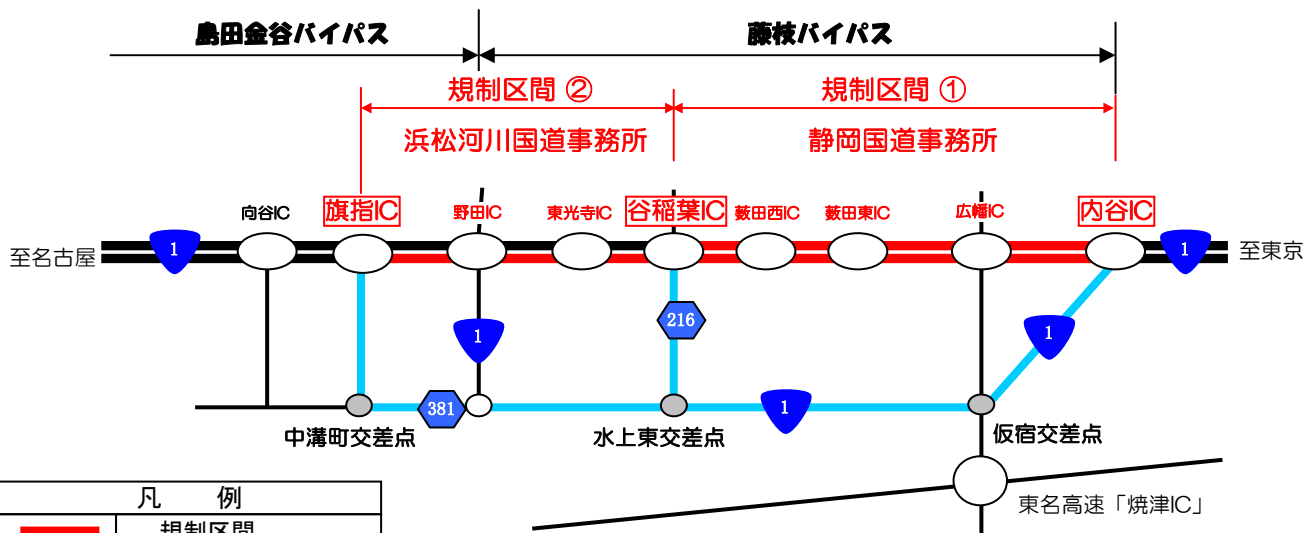 島田金谷バイパス
藤枝バイパス
規制区間 ②
規制区間 ①
浜松河川国道事務所
静岡国道事務所
向谷IC
旗指IC
野田IC
東光寺IC
谷稲葉IC
薮田西IC
薮田東IC
広幡IC
内谷IC
至名古屋
1
1
至東京
216
1
1
381
1
中溝町交差点
水上東交差点
仮宿交差点
凡 例
東名高速「焼津IC」
規制区間